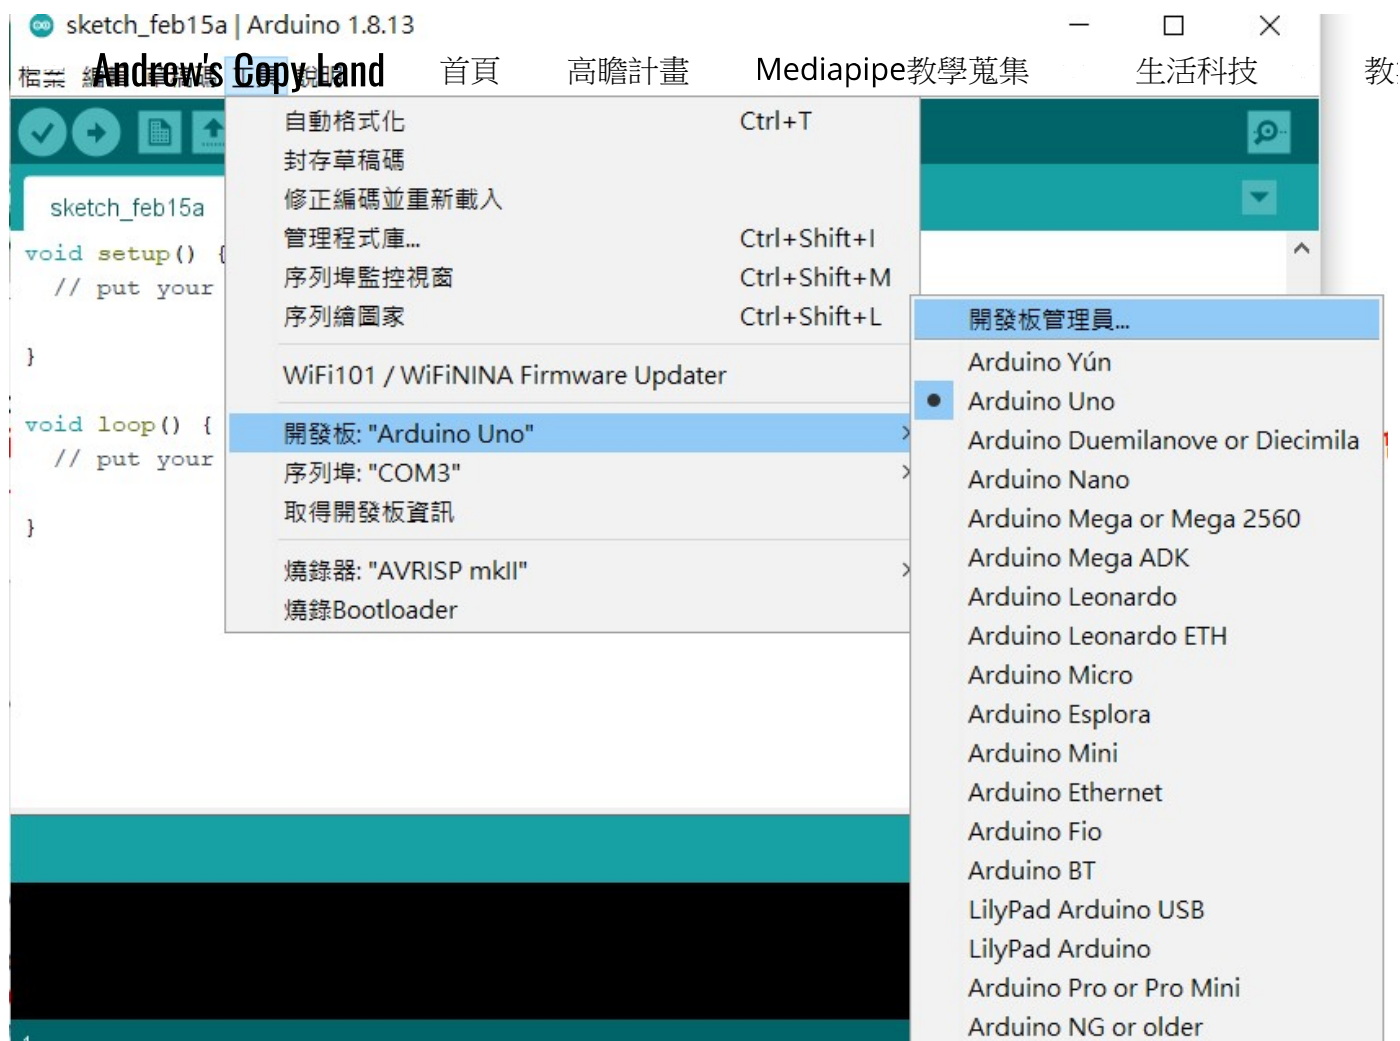 sketch_feb15a | Arduino 1.8.13
Andrew's Copy Land 首頁 高瞻計畫 Mediapipe教學蒐集 生活科技
自動格式化 Ctrl+T
封存草稿碼
修正編碼並重新載入
管理程式庫... Ctrl+Shift+I
序列埠監控視窗 Ctrl+Shift+M
序列繪圖家 Ctrl+Shift+L
WiFi101 / WiFiNINA Firmware Updater
開發板: "Arduino Uno"
序列埠: "COM3"
取得開發板資訊
燒錄器: "AVRISP mkII"
燒錄Bootloader
開發板管理員...
Arduino Yún
Arduino Uno
Arduino Duemilanove or Diecimila
Arduino Nano
Arduino Mega or Mega 2560
Arduino Mega ADK
Arduino Leonardo
Arduino Leonardo ETH
Arduino Micro
Arduino Esplora
Arduino Mini
Arduino Ethernet
Arduino Fio
Arduino BT
LilyPad Arduino USB
LilyPad Arduino
Arduino Pro or Pro Mini
Arduino NG or older
sketch_feb15a
void setup() {
// put your
}
void loop() {
// put your
}